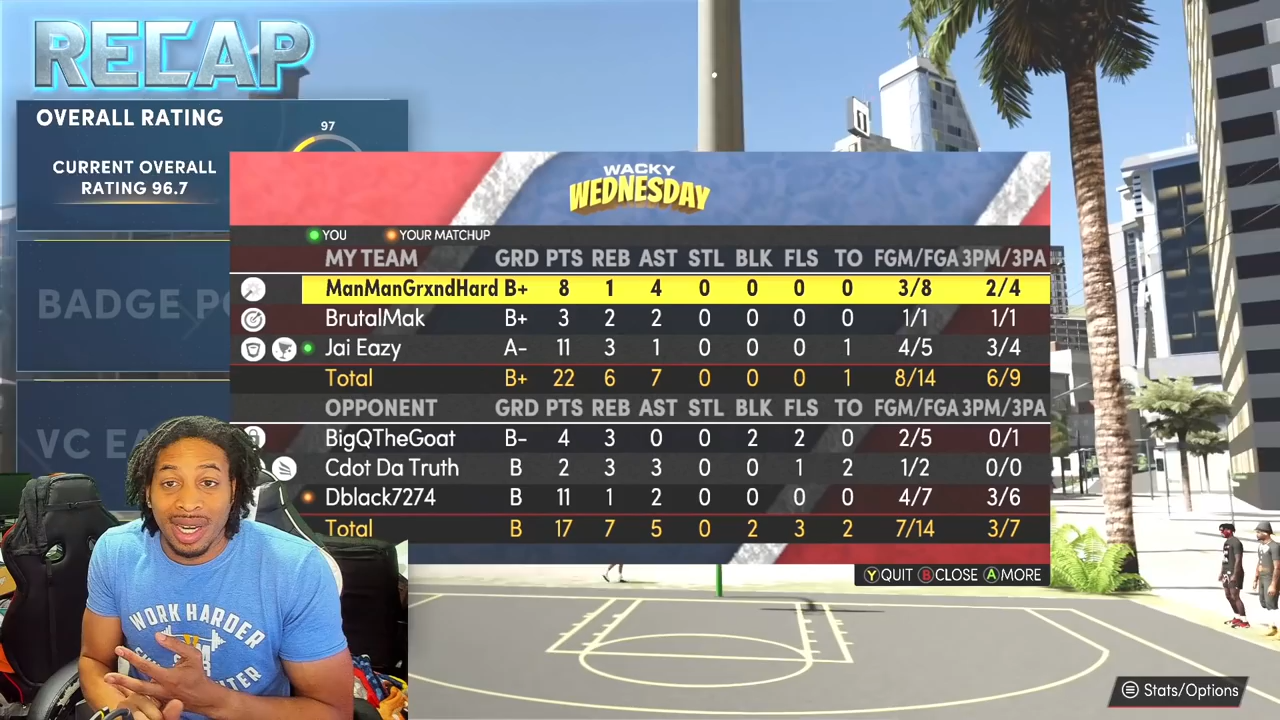 RECAP
OVERALL RATING
97
CURRENT OVERALL
RATING 96.7
BADGE PO
VC EA
WACKY
WEDNESDAY
YOU YOUR MATCHUP
MY TEAM GRD PTS REB AST STL BLK FLS TO FGM/FGA 3PM/3PA
ManManGrxndHard B+ 8 1 4 0 0 0 0 3/8 2/4
BrutalMak B+ 3 2 2 0 0 0 0 1/1 1/1
Jai Eazy A- 11 3 1 0 0 0 1 4/5 3/4
Total B+ 22 6 7 0 0 0 1 8/14 6/9
OPPONENT GRD PTS REB AST STL BLK FLS TO FGM/FGA 3PM/3PA
BigQTheGoat B- 4 3 0 0 2 2 0 2/5 0/1
Cdot Da Truth B 2 3 3 0 0 1 2 1/2 0/0
Dblack7274 B 11 1 2 0 0 0 0 4/7 3/6
Total B 17 7 5 0 2 3 2 7/14 3/7
Y QUIT B CLOSE A MORE
WORK HARDER
Stats/Options